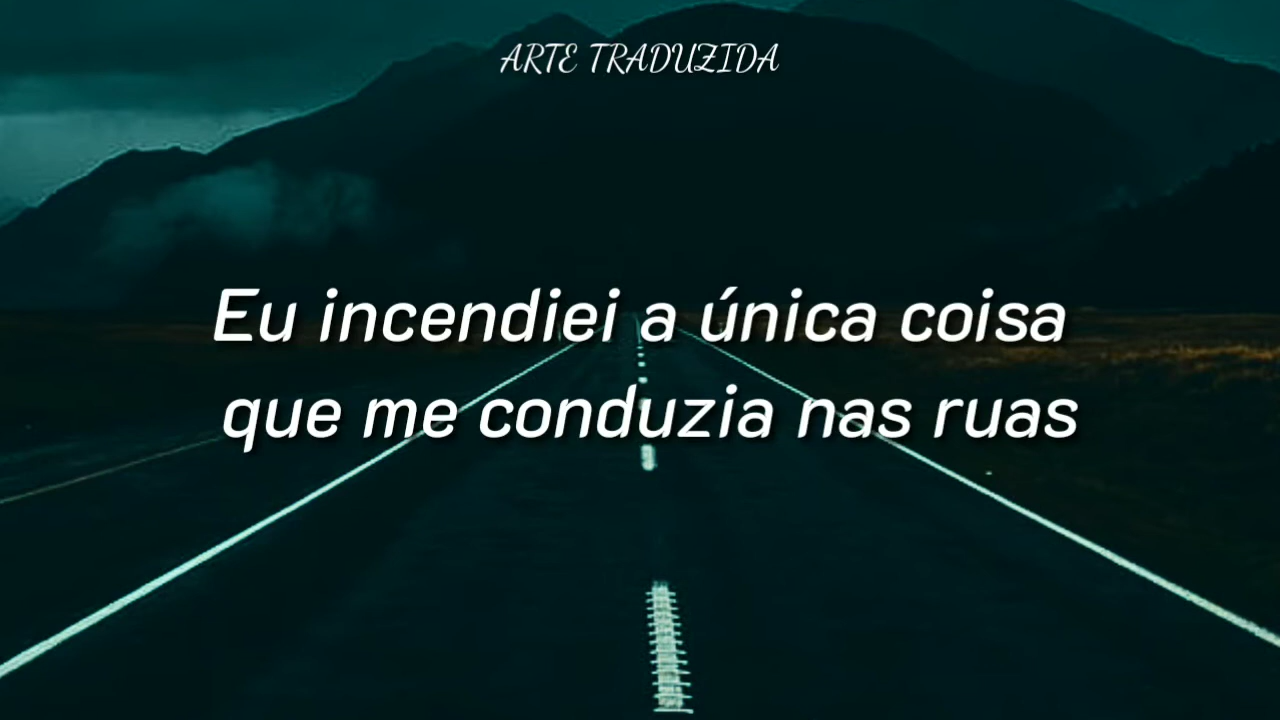 ARTE TRADUZIDA
Eu incendiei a única coisa
que me conduzia nas ruas